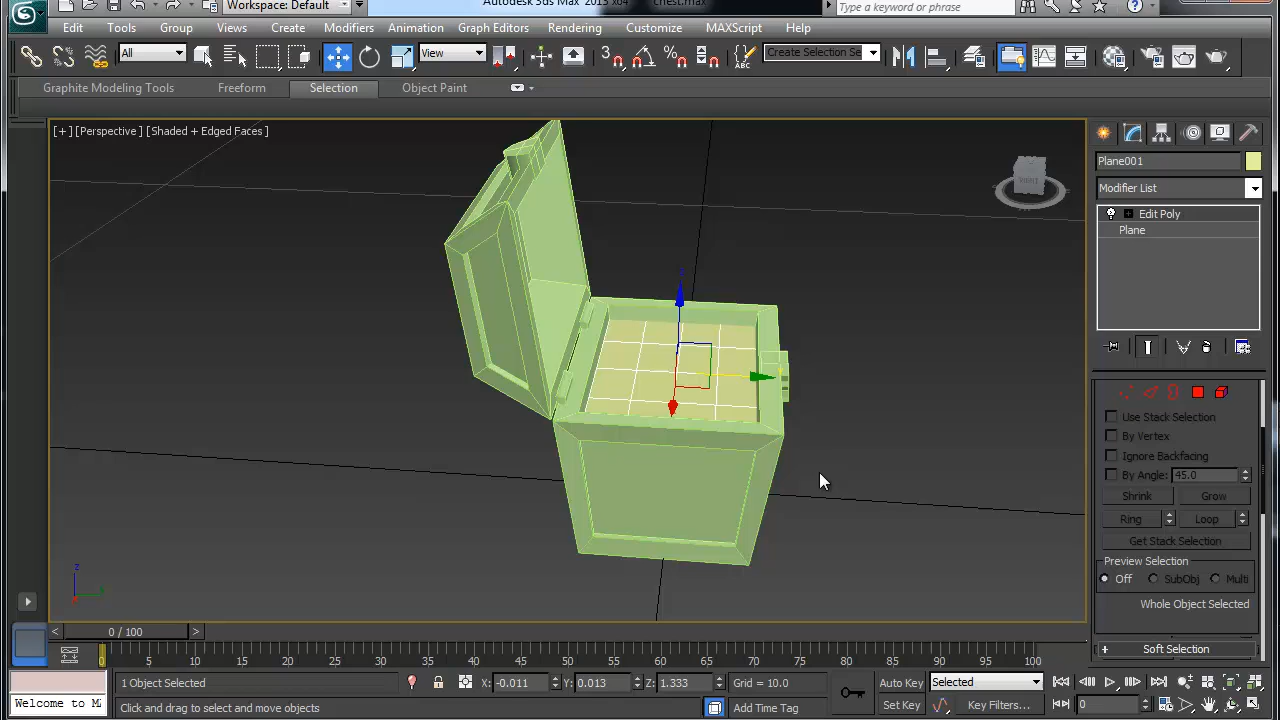 Workspace: Default
Autodesk 3ds Max 2013 x64    chest.max
Type a keyword or phrase
Edit Tools Group Views Create Modifiers Animation Graph Editors Rendering Customize MAXScript Help
All View 3 % ABC Create Selection Se
Graphite Modeling Tools Freeform Selection Object Paint
[+] [Perspective ] [Shaded + Edged Faces ]
Plane001
Modifier List
Edit Poly
Plane
Use Stack Selection
By Vertex
Ignore Backfacing
By Angle: 45.0
Shrink Grow
Ring Loop
Get Stack Selection
Preview Selection
Off SubObj Multi
Whole Object Selected
+ Soft Selection
z
< 0 / 100 >
0 5 10 15 20 25 30 35 40 45 50 55 60 65 70 75 80 85 90 95 100
1 Object Selected X: -0.011 Y: 0.013 Z: 1.333 Grid = 10.0 Auto Key Selected
Welcome to M Click and drag to select and move objects Add Time Tag Set Key Key Filters... 0